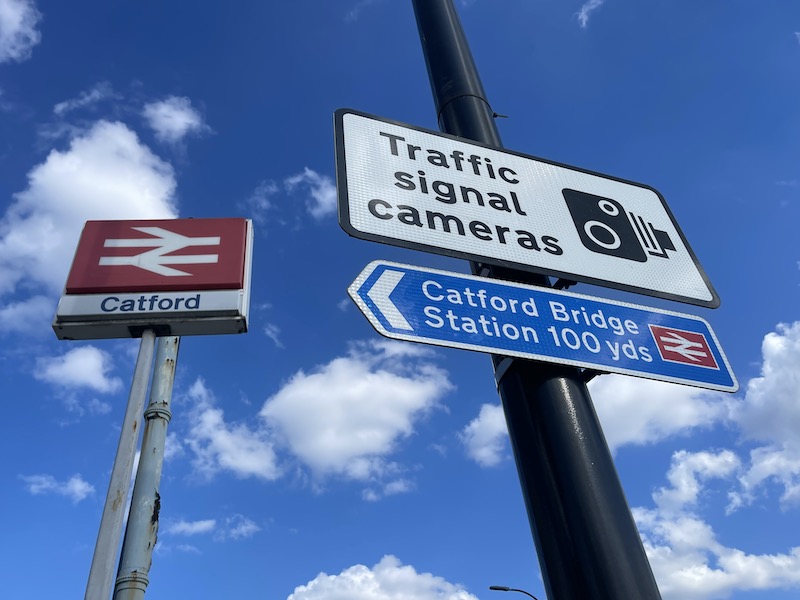 Catford
Traffic
signal
cameras
Catford Bridge
Station 100 yds